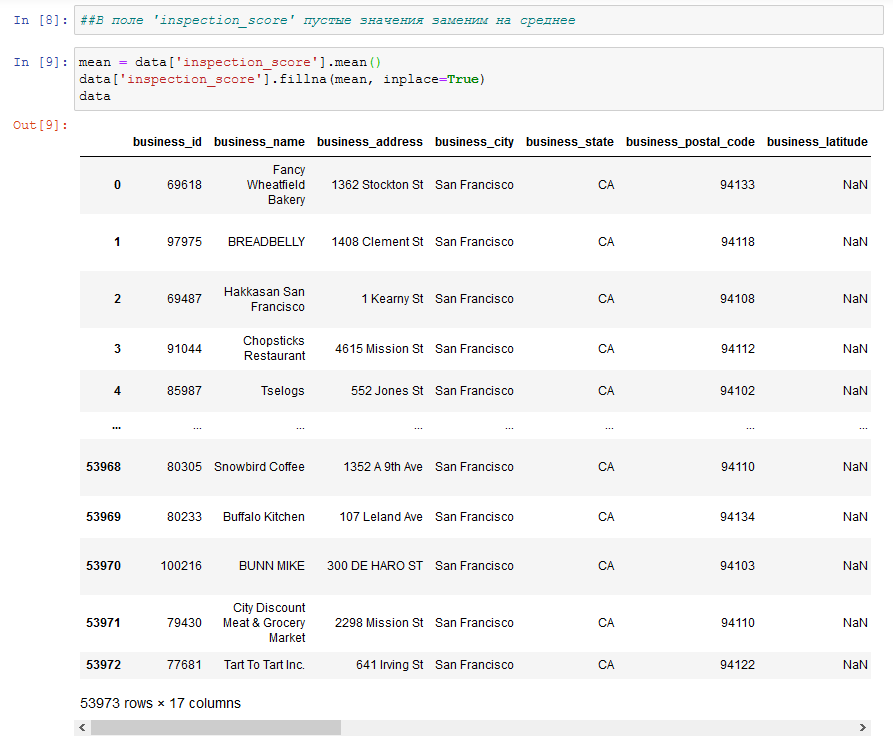 In [8]: ##В поле 'inspection_score' пустые значения заменим на среднее
In [9]: mean = data['inspection_score'].mean()
data['inspection_score'].fillna(mean, inplace=True)
data
Out[9]:
business_id business_name business_address business_city business_state business_postal_code business_latitude
0 69618 Fancy Wheatfield Bakery 1362 Stockton St San Francisco CA 94133 NaN
1 97975 BREADBELLY 1408 Clement St San Francisco CA 94118 NaN
2 69487 Hakkasan San Francisco 1 Kearny St San Francisco CA 94108 NaN
3 91044 Chopsticks Restaurant 4615 Mission St San Francisco CA 94112 NaN
4 85987 Tselogs 552 Jones St San Francisco CA 94102 NaN
... ... ... ... ... ... ... ...
53968 80305 Snowbird Coffee 1352 A 9th Ave San Francisco CA 94110 NaN
53969 80233 Buffalo Kitchen 107 Leland Ave San Francisco CA 94134 NaN
53970 100216 BUNN MIKE 300 DE HARO ST San Francisco CA 94103 NaN
53971 79430 City Discount Meat & Grocery Market 2298 Mission St San Francisco CA 94110 NaN
53972 77681 Tart To Tart Inc. 641 Irving St San Francisco CA 94122 NaN
53973 rows × 17 columns